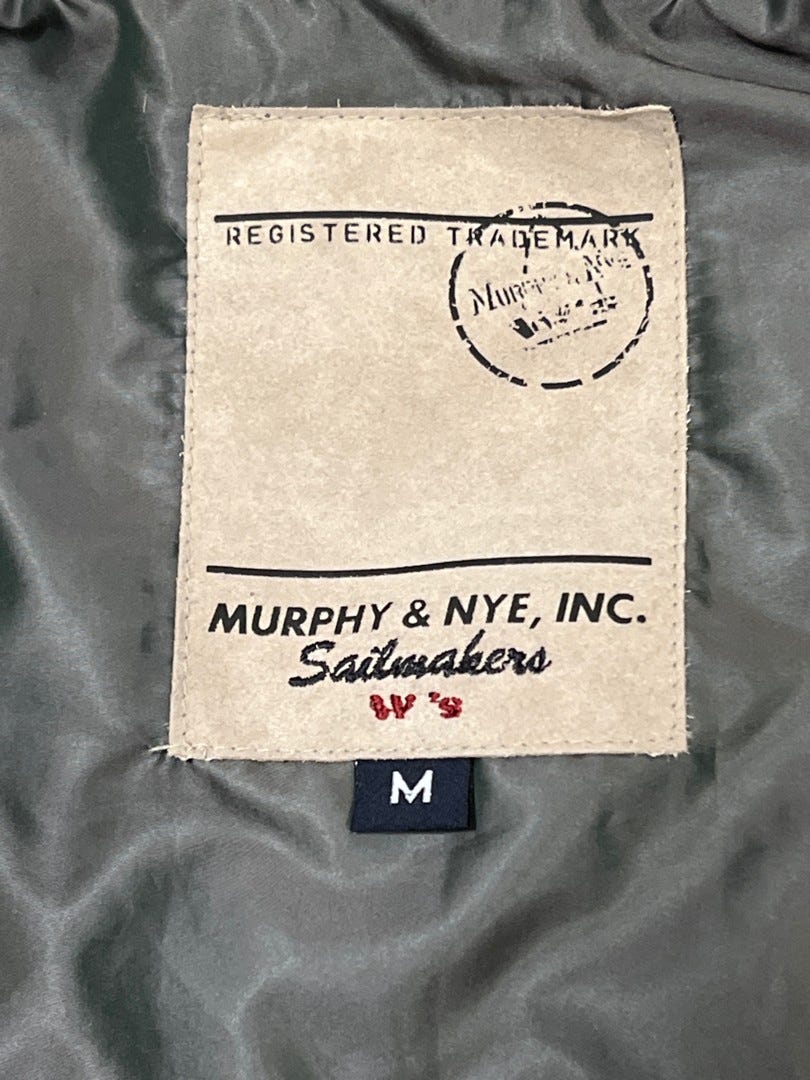 REGISTERED TRADEMARK
MURPHY & NYE, INC.
Sailmakers
W's
M